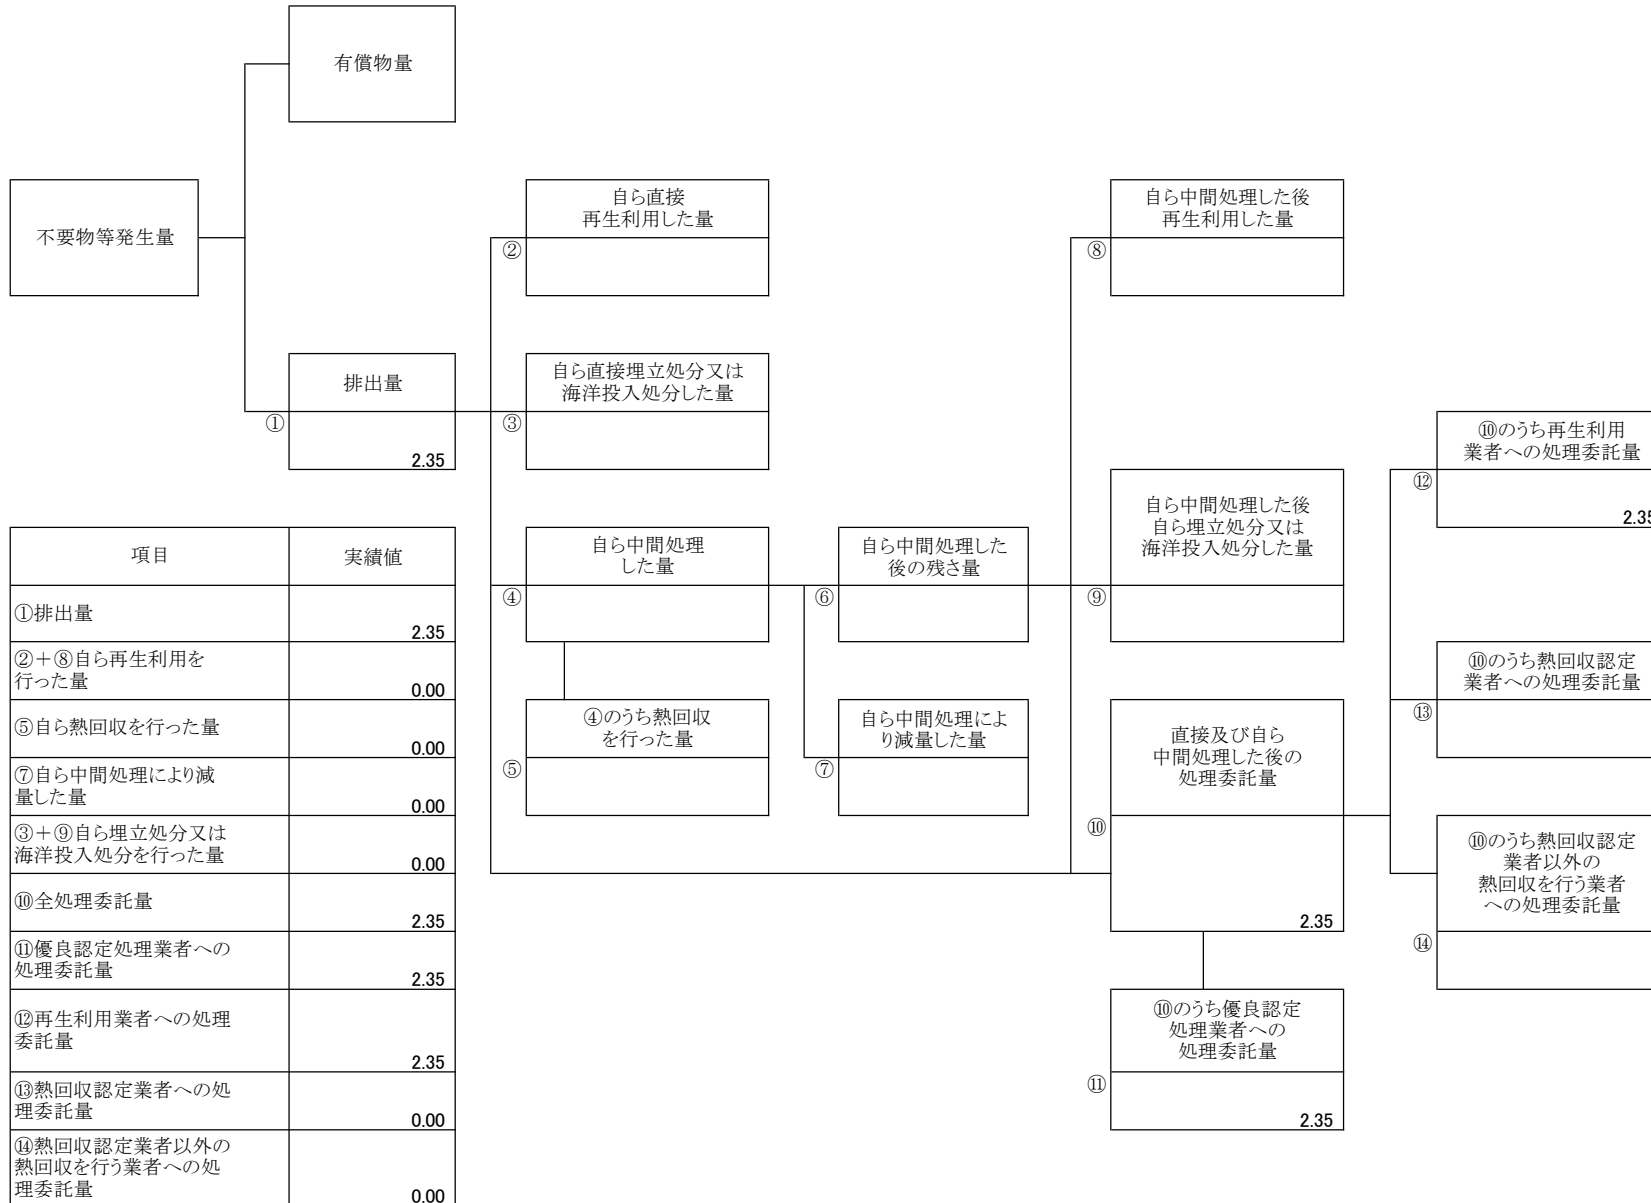 有償物量
不要物等発生量
自ら直接
再生利用した量
②
自ら中間処理した後
再生利用した量
⑧
排出量
①
2.35
自ら直接埋立処分又は
海洋投入処分した量
③
⑩のうち再生利用
業者への処理委託量
⑫
2.35
自ら中間処理した後
自ら埋立処分又は
海洋投入処分した量
⑨
自ら中間処理
した量
④
自ら中間処理した
後の残さ量
⑥
④のうち熱回収
を行った量
⑤
自ら中間処理によ
り減量した量
⑦
直接及び自ら
中間処理した後の
処理委託量
⑩
2.35
⑩のうち熱回収認定
業者への処理委託量
⑬
⑩のうち熱回収認定
業者以外の
熱回収を行う業者
への処理委託量
⑭
⑩のうち優良認定
処理業者への
処理委託量
⑪
2.35
項目
実績値
①排出量
2.35
②+⑧自ら再生利用を
行った量
0.00
⑤自ら熱回収を行った量
0.00
⑦自ら中間処理により減
量した量
0.00
③+⑨自ら埋立処分又は
海洋投入処分を行った量
0.00
⑩全処理委託量
2.35
⑪優良認定処理業者への
処理委託量
2.35
⑫再生利用業者への処理
委託量
2.35
⑬熱回収認定業者への処
理委託量
0.00
⑭熱回収認定業者以外の
熱回収を行う業者への処
理委託量
0.00